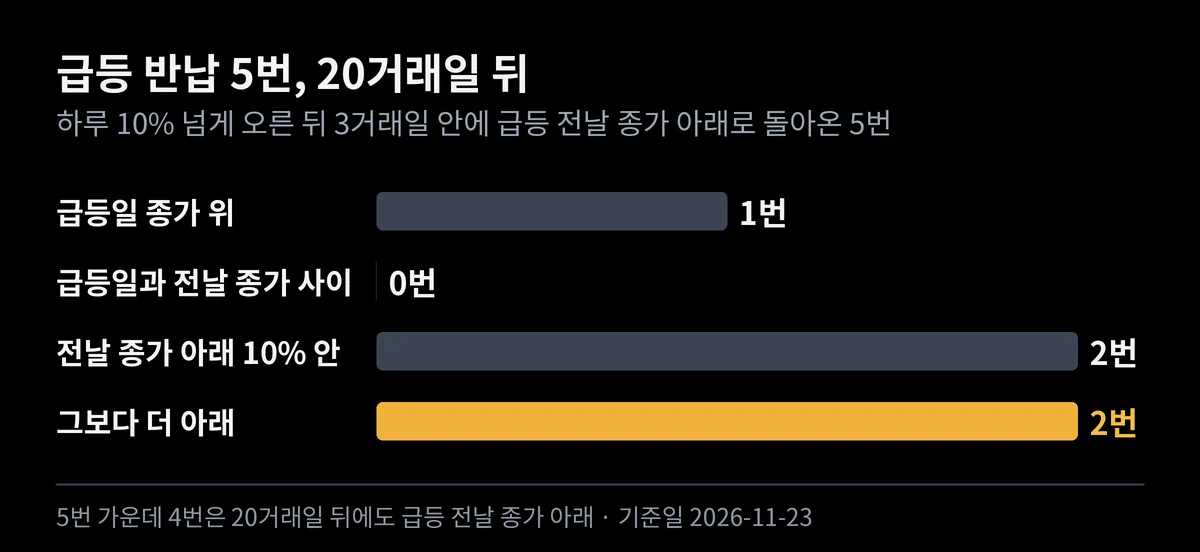 급등 반납 5번, 20거래일 뒤
하루 10% 넘게 오른 뒤 3거래일 안에 급등 전날 종가 아래로 돌아온 5번
급등일 종가 위 1번
급등일과 전날 종가 사이 0번
전날 종가 아래 10% 안 2번
그보다 더 아래 2번
5번 가운데 4번은 20거래일 뒤에도 급등 전날 종가 아래 · 기준일 2026-11-23